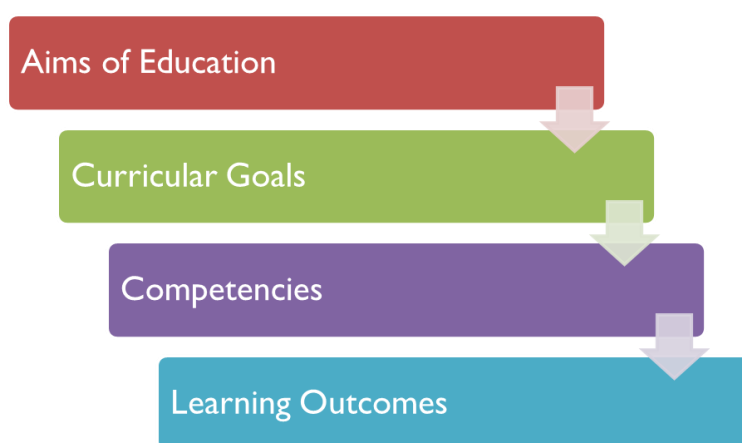 Aims of Education
Curricular Goals
Competencies
Learning Outcomes